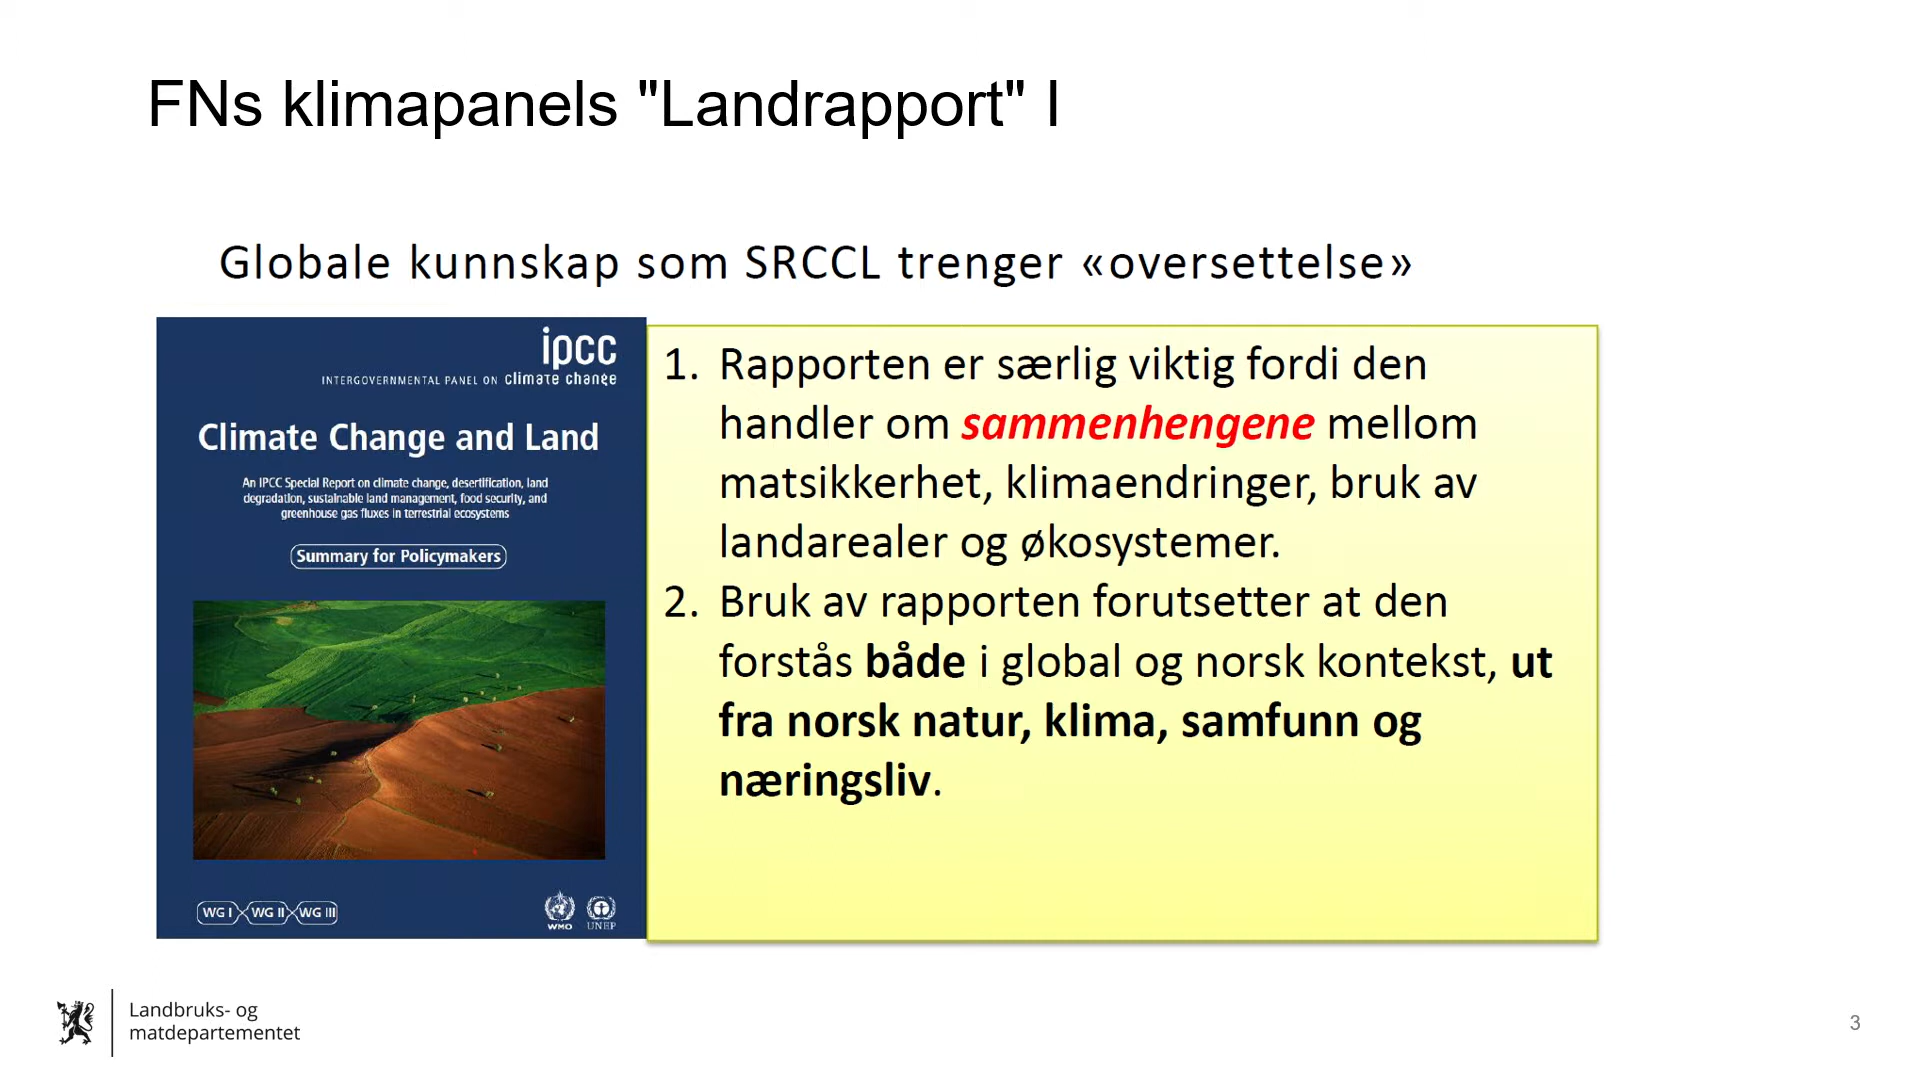 FNs klimapanels "Landrapport" I
Globale kunnskap som SRCCL trenger «oversettelse»
ipcc
INTERGOVERNMENTAL PANEL ON climate change
Climate Change and Land
An IPCC Special Report on climate change, desertification, land
degradation, sustainable land management, food security, and
greenhouse gas fluxes in terrestrial ecosystems
Summary for Policymakers
WG I WG II WG III
WMO UNEP
1. Rapporten er særlig viktig fordi den
handler om sammenhengene mellom
matsikkerhet, klimaendringer, bruk av
landarealer og økosystemer.
2. Bruk av rapporten forutsetter at den
forstås både i global og norsk kontekst, ut
fra norsk natur, klima, samfunn og
næringsliv.
Landbruks- og
matdepartementet
3